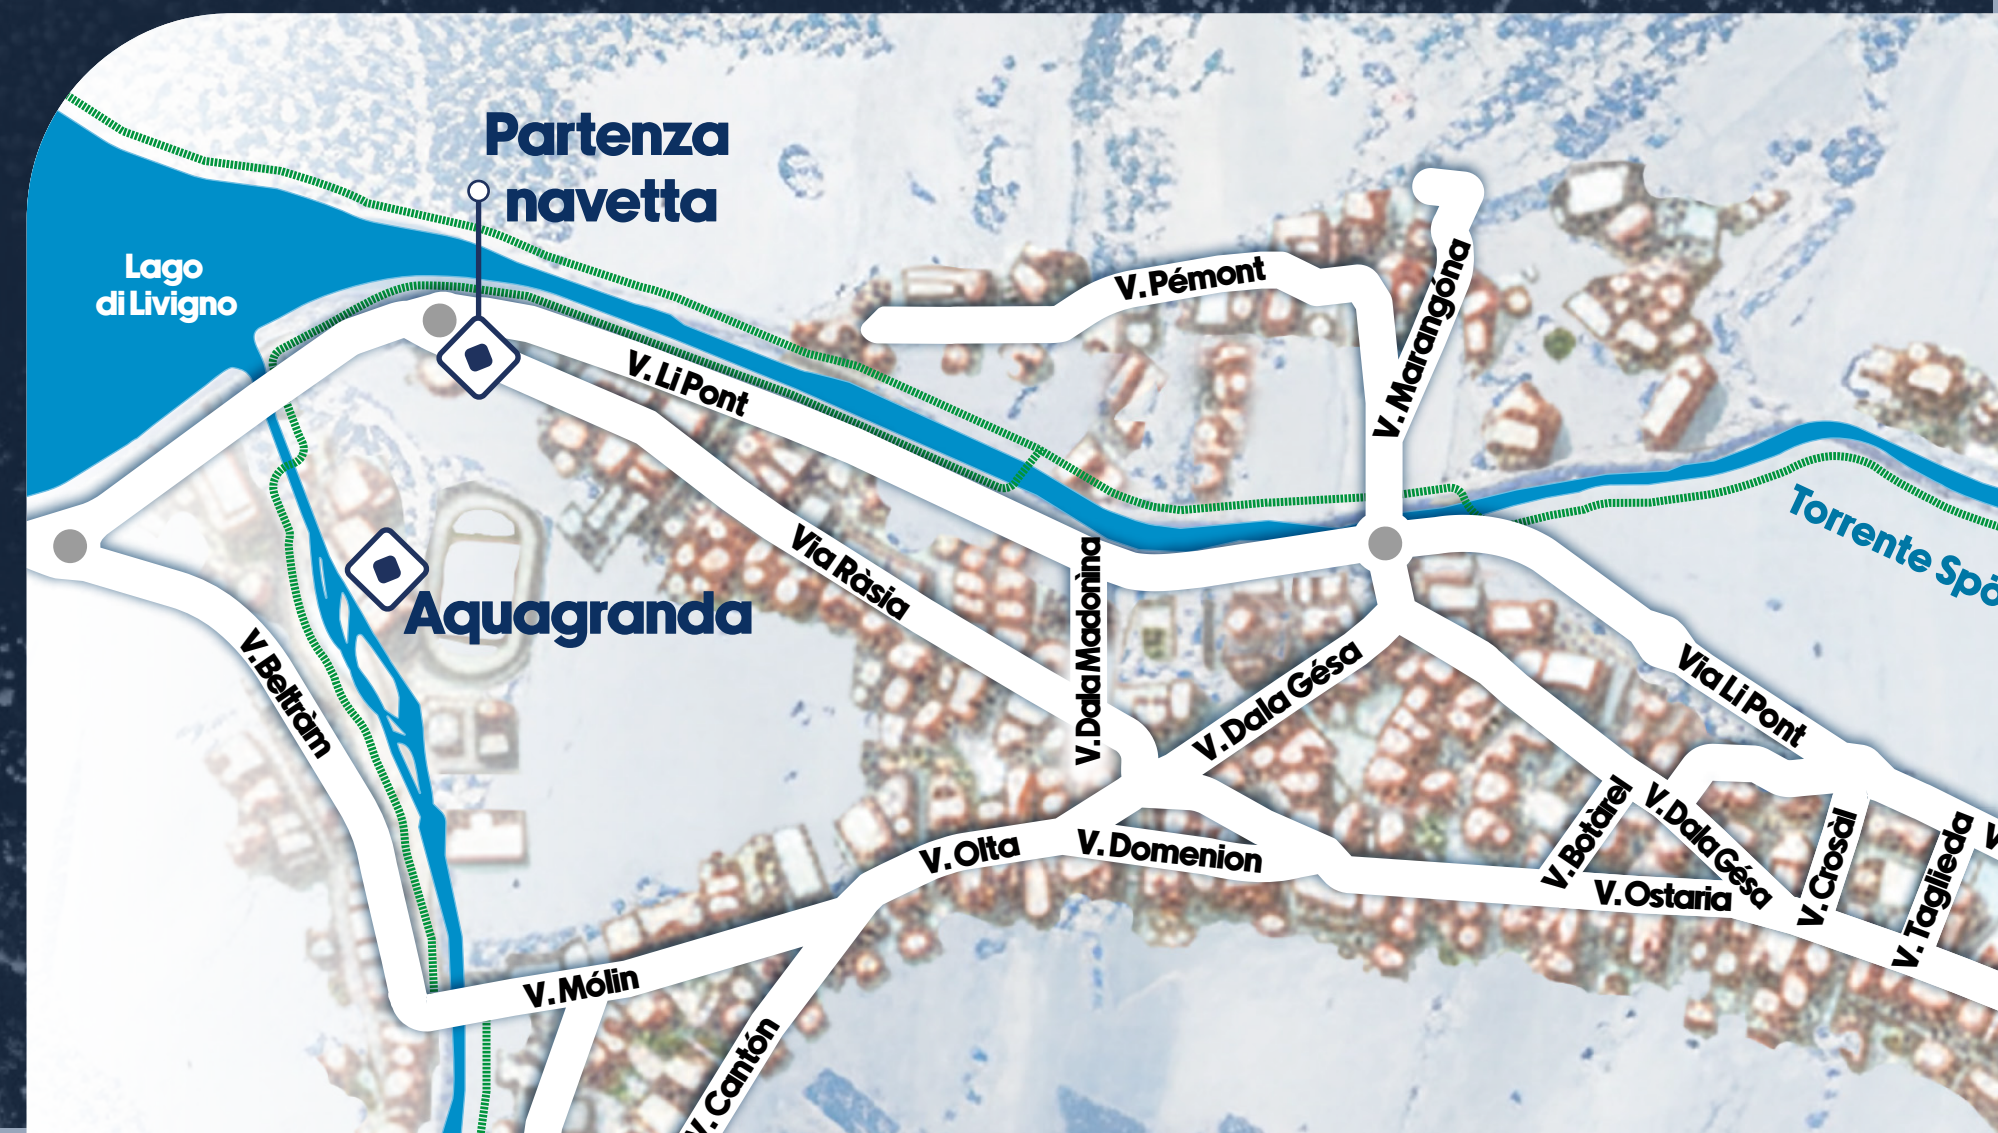 Partenza
navetta
Lago
di Livigno
V. Pémont
V. Marangóna
V. Li Pont
Torrente Spö
Via Ràsia
V. Dala Madonìna
Aquagranda
V. Beltràm
V. Dala Gésa
Via Li Pont
V. Botàrel
V. Dala Gésa
V. Crosàl
V. Taglieda
V. Olta
V. Domenion
V. Ostaria
V. Mólin
V. Cantón